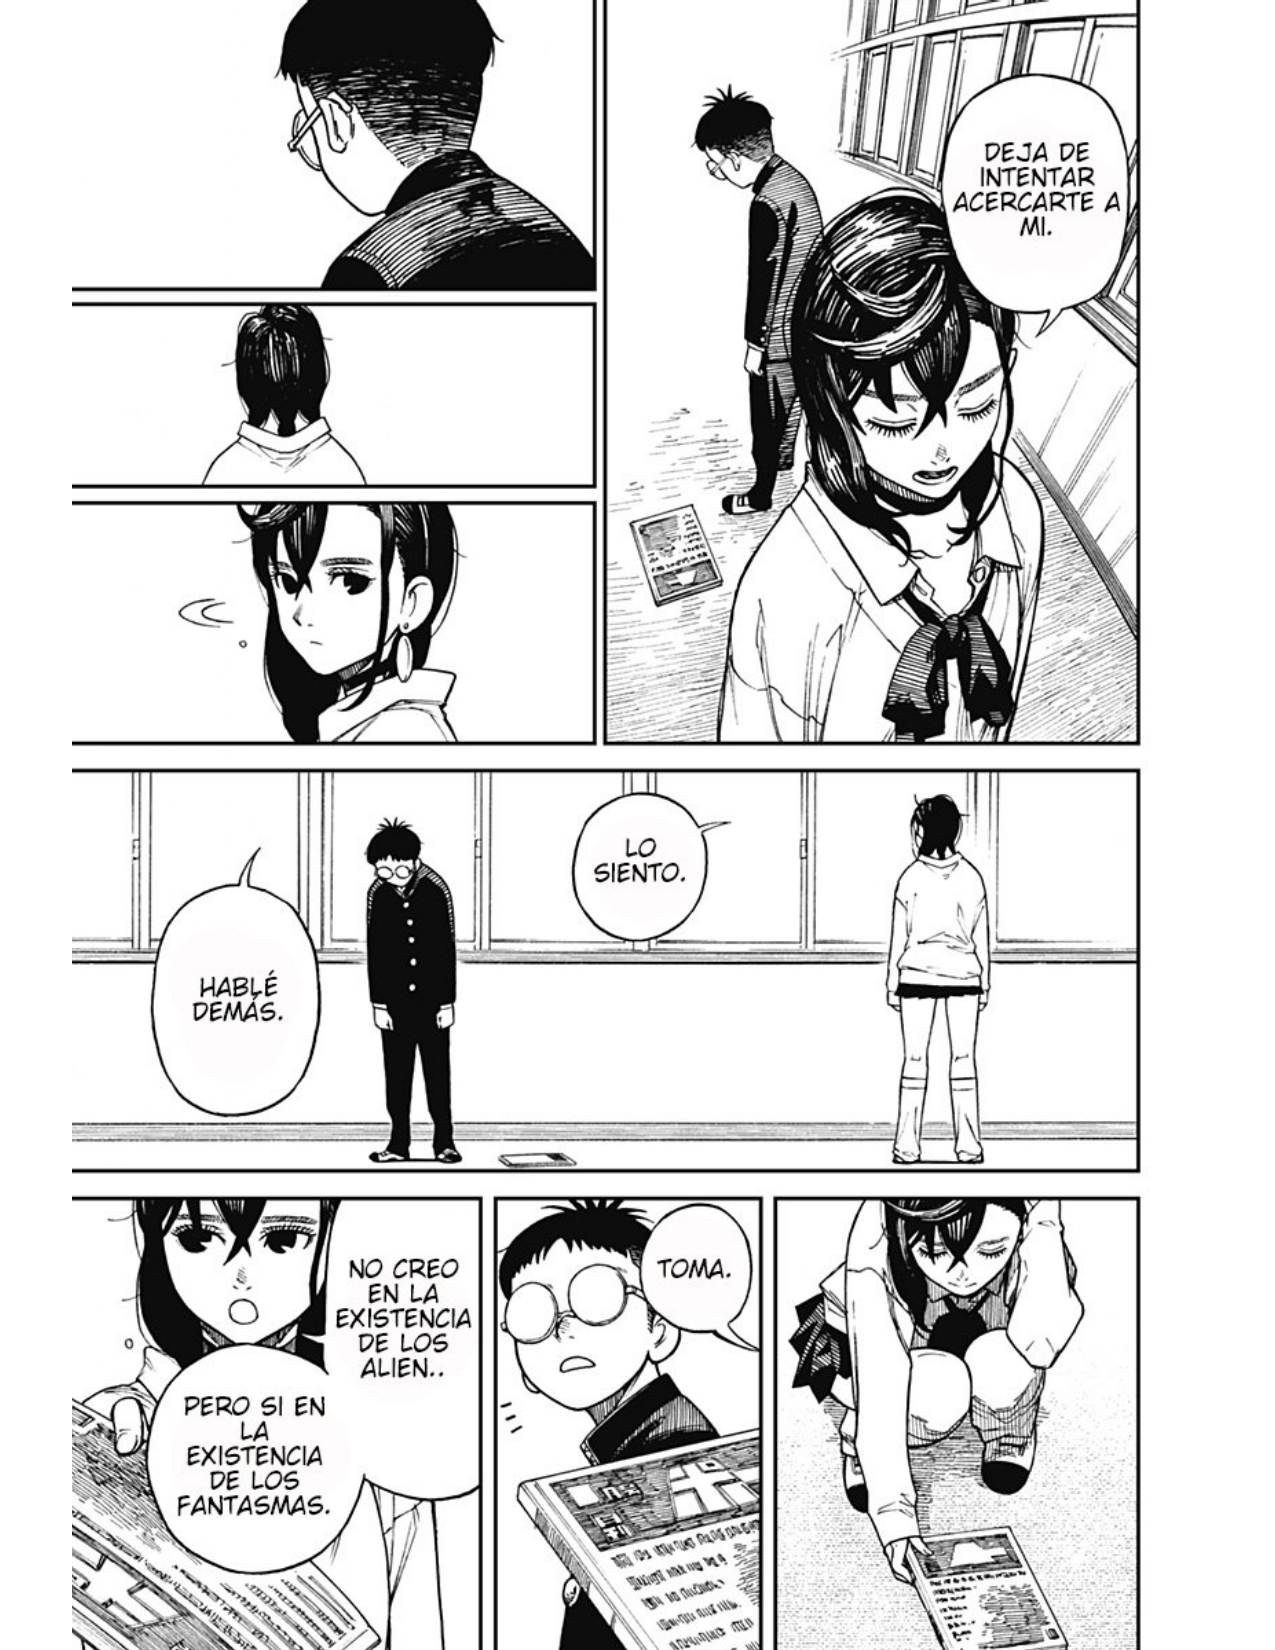 DEJA DE
INTENTAR
ACERCARTE A
MI.
LO
SIENTO.
HABLÉ
DEMÁS.
TOMA.
NO CREO
EN LA
EXISTENCIA
DE LOS
ALIEN..
PERO SI EN
LA
EXISTENCIA
DE LOS
FANTASMAS.